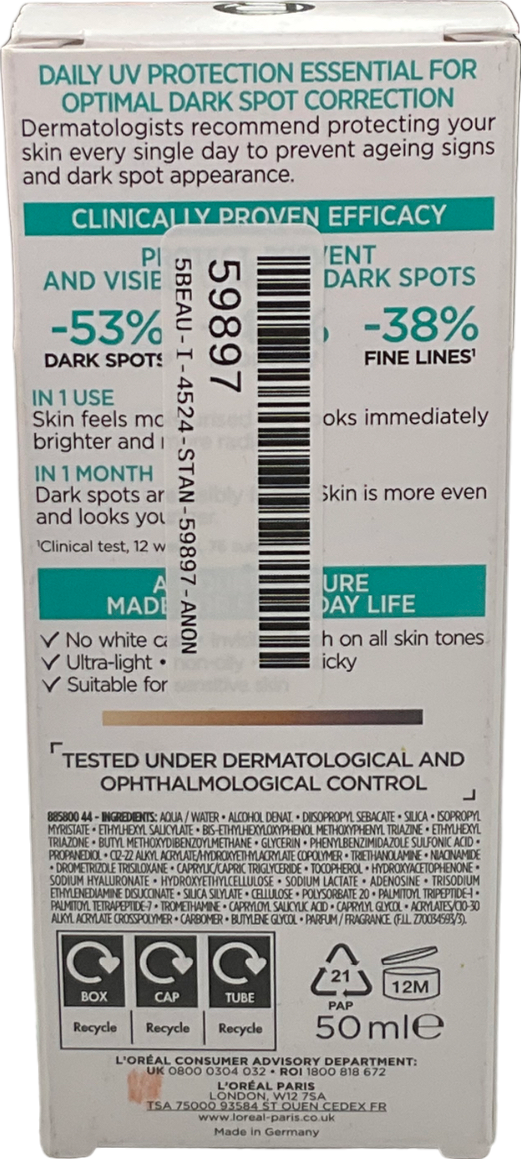 DAILY UV PROTECTION ESSENTIAL FOR
OPTIMAL DARK SPOT CORRECTION
Dermatologists recommend protecting your
skin every single day to prevent ageing signs
and dark spot appearance.
CLINICALLY PROVEN EFFICACY
AND DARK SPOTS
-53% -38%
DARK SPOTS FINE LINES¹
59897
5BEAU-I-4524-STAN-59897-ANON
IN 1 USE
Skin feels immediately
brighter and
IN 1 MONTH
Dark spots Skin is more even
and looks
¹Clinical test, 12
DAY LIFE
✓ No white on all skin tones
✓ Ultra-light •
✓ Suitable for sensitive skin
TESTED UNDER DERMATOLOGICAL AND
OPHTHALMOLOGICAL CONTROL
885800 44 - INGREDIENTS: AQUA / WATER • ALCOHOL DENAT. • DIISOPROPYL SEBACATE • SILICA • ISOPROPYL
MYRISTATE • ETHYLHEXYL SALICYLATE • BIS-ETHYLHEXYLOXYPHENOL METHOXYPHENYL TRIAZINE • ETHYLHEXYL
TRIAZONE • BUTYL METHOXYDIBENZOYLMETHANE • GLYCERIN • PHENYLBENZIMIDAZOLE SULFONIC ACID •
PROPANEDIOL • C12-22 ALKYL ACRYLATE/HYDROXYETHYLACRYLATE COPOLYMER • TRIETHANOLAMINE • NIACINAMIDE
• DROMETRIZOLE TRISILOXANE • CAPRYLIC/CAPRIC TRIGLYCERIDE • TOCOPHEROL • HYDROXYACETOPHENONE •
SODIUM HYALURONATE • HYDROXYETHYLCELLULOSE • SODIUM LACTATE • ADENOSINE • TRISODIUM
ETHYLENEDIAMINE DISUCCINATE • SILICA SILYLATE • CELLULOSE • POLYSORBATE 20 • PALMITOYL TRIPEPTIDE-1 •
PALMITOYL TETRAPEPTIDE-7 • TROMETHAMINE • CAPRYLOYL SALICYLIC ACID • CAPRYLYL GLYCOL • ACRYLATES/C10-30
ALKYL ACRYLATE CROSSPOLYMER • CARBOMER • BUTYLENE GLYCOL • PARFUM / FRAGRANCE. (F.I.L. Z70034593/3).
BOX CAP TUBE
Recycle Recycle Recycle
21
PAP
12M
50 ml e
L'ORÉAL CONSUMER ADVISORY DEPARTMENT:
UK 0800 0304 032 • ROI 1800 818 672
L'ORÉAL PARIS
LONDON, W12 7SA
TSA 75000 93584 ST OUEN CEDEX FR
www.loreal-paris.co.uk
Made in Germany